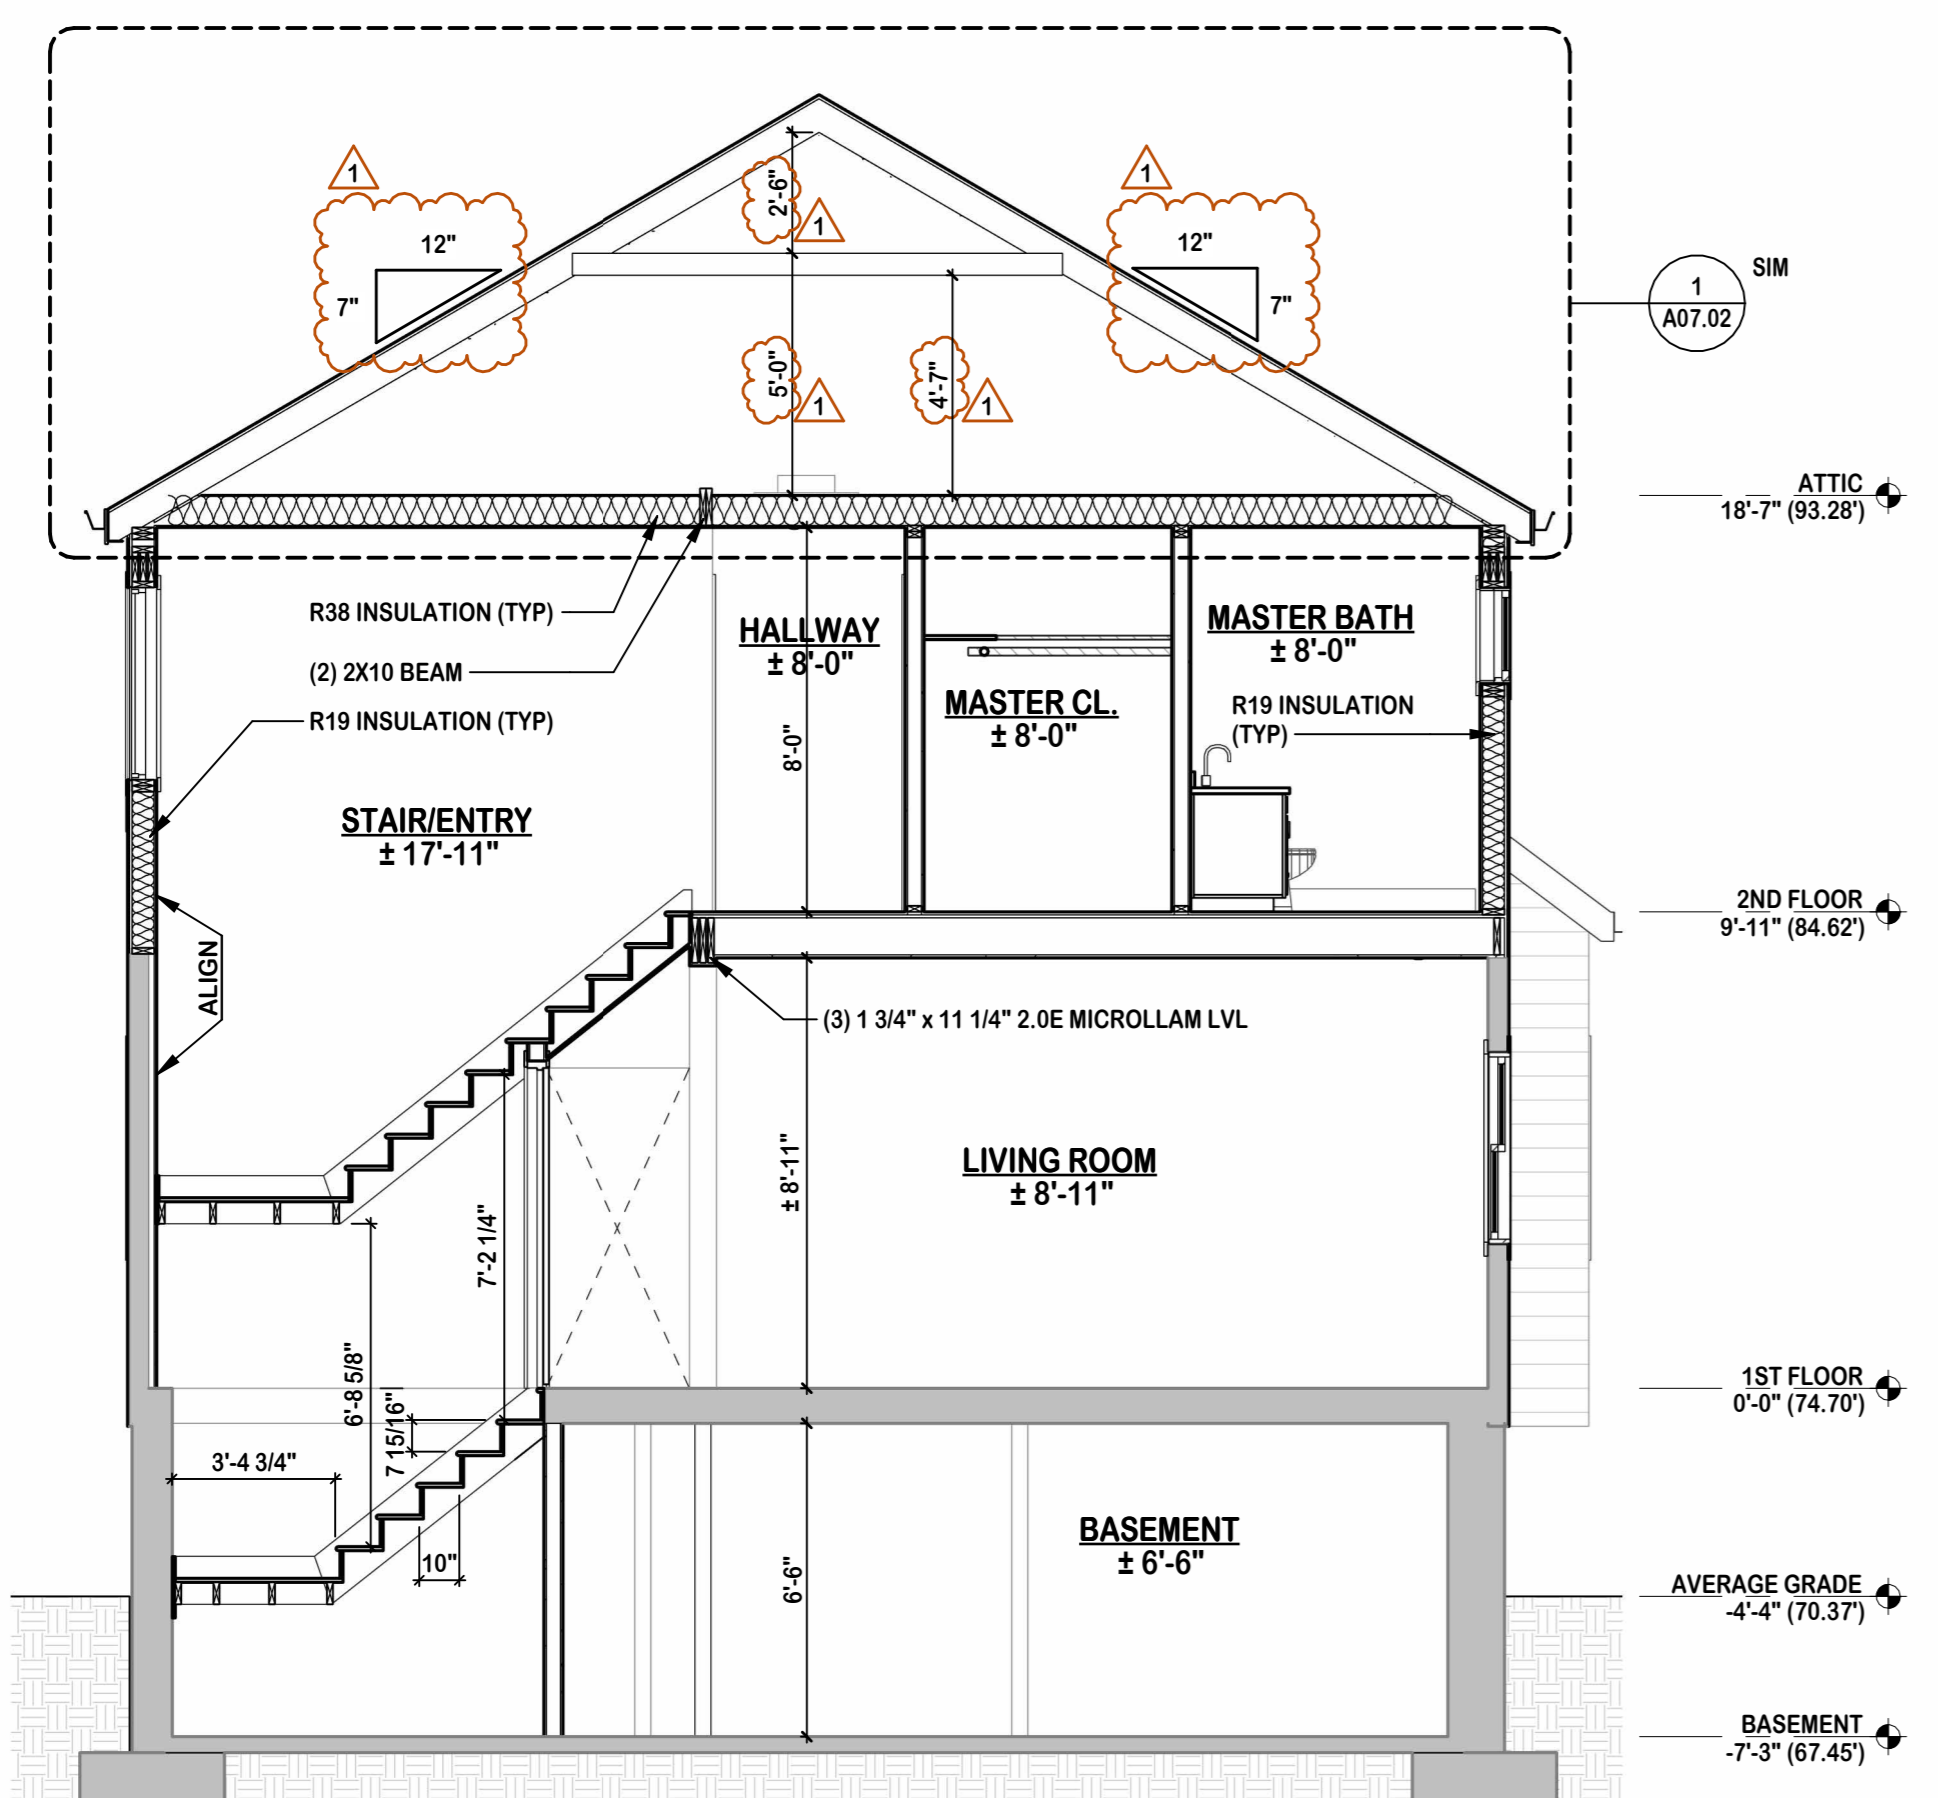 1
1
2'-6"
1
12"
7"
12"
7"
SIM
1
A07.02
5'-0"
1
4'-7"
1
ATTIC
18'-7" (93.28')
R38 INSULATION (TYP)
(2) 2X10 BEAM
R19 INSULATION (TYP)
HALLWAY
± 8'-0"
MASTER CL.
± 8'-0"
MASTER BATH
± 8'-0"
R19 INSULATION
(TYP)
8'-0"
STAIR/ENTRY
± 17'-11"
2ND FLOOR
9'-11" (84.62')
ALIGN
(3) 1 3/4" x 11 1/4" 2.0E MICROLLAM LVL
± 8'-11"
LIVING ROOM
± 8'-11"
7'-2 1/4"
6'-8 5/8"
7 15/16"
1ST FLOOR
0'-0" (74.70')
3'-4 3/4"
10"
6'-6"
BASEMENT
± 6'-6"
AVERAGE GRADE
-4'-4" (70.37')
BASEMENT
-7'-3" (67.45')